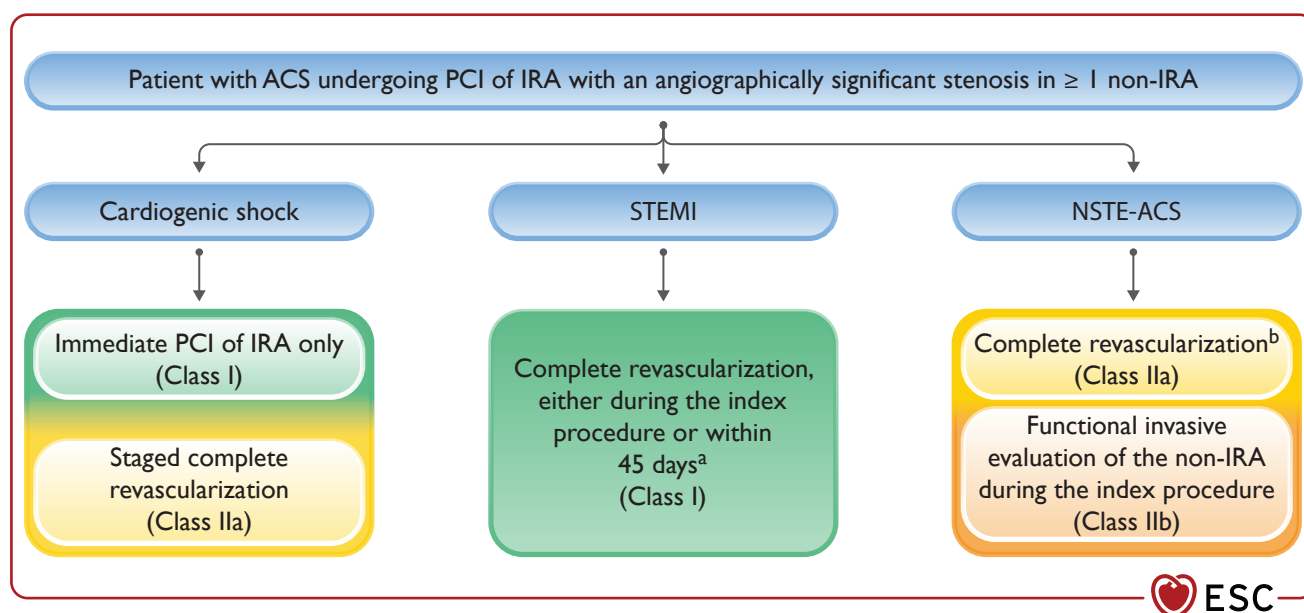 Patient with ACS undergoing PCI of IRA with an angiographically significant stenosis in ≥ 1 non-IRA
Cardiogenic shock
STEMI
NSTE-ACS
Immediate PCI of IRA only
(Class I)
Staged complete
revascularization
(Class IIa)
Complete revascularization,
either during the index
procedure or within
45 daysᵃ
(Class I)
Complete revascularizationᵇ
(Class IIa)
Functional invasive
evaluation of the non-IRA
during the index procedure
(Class IIb)
ESC